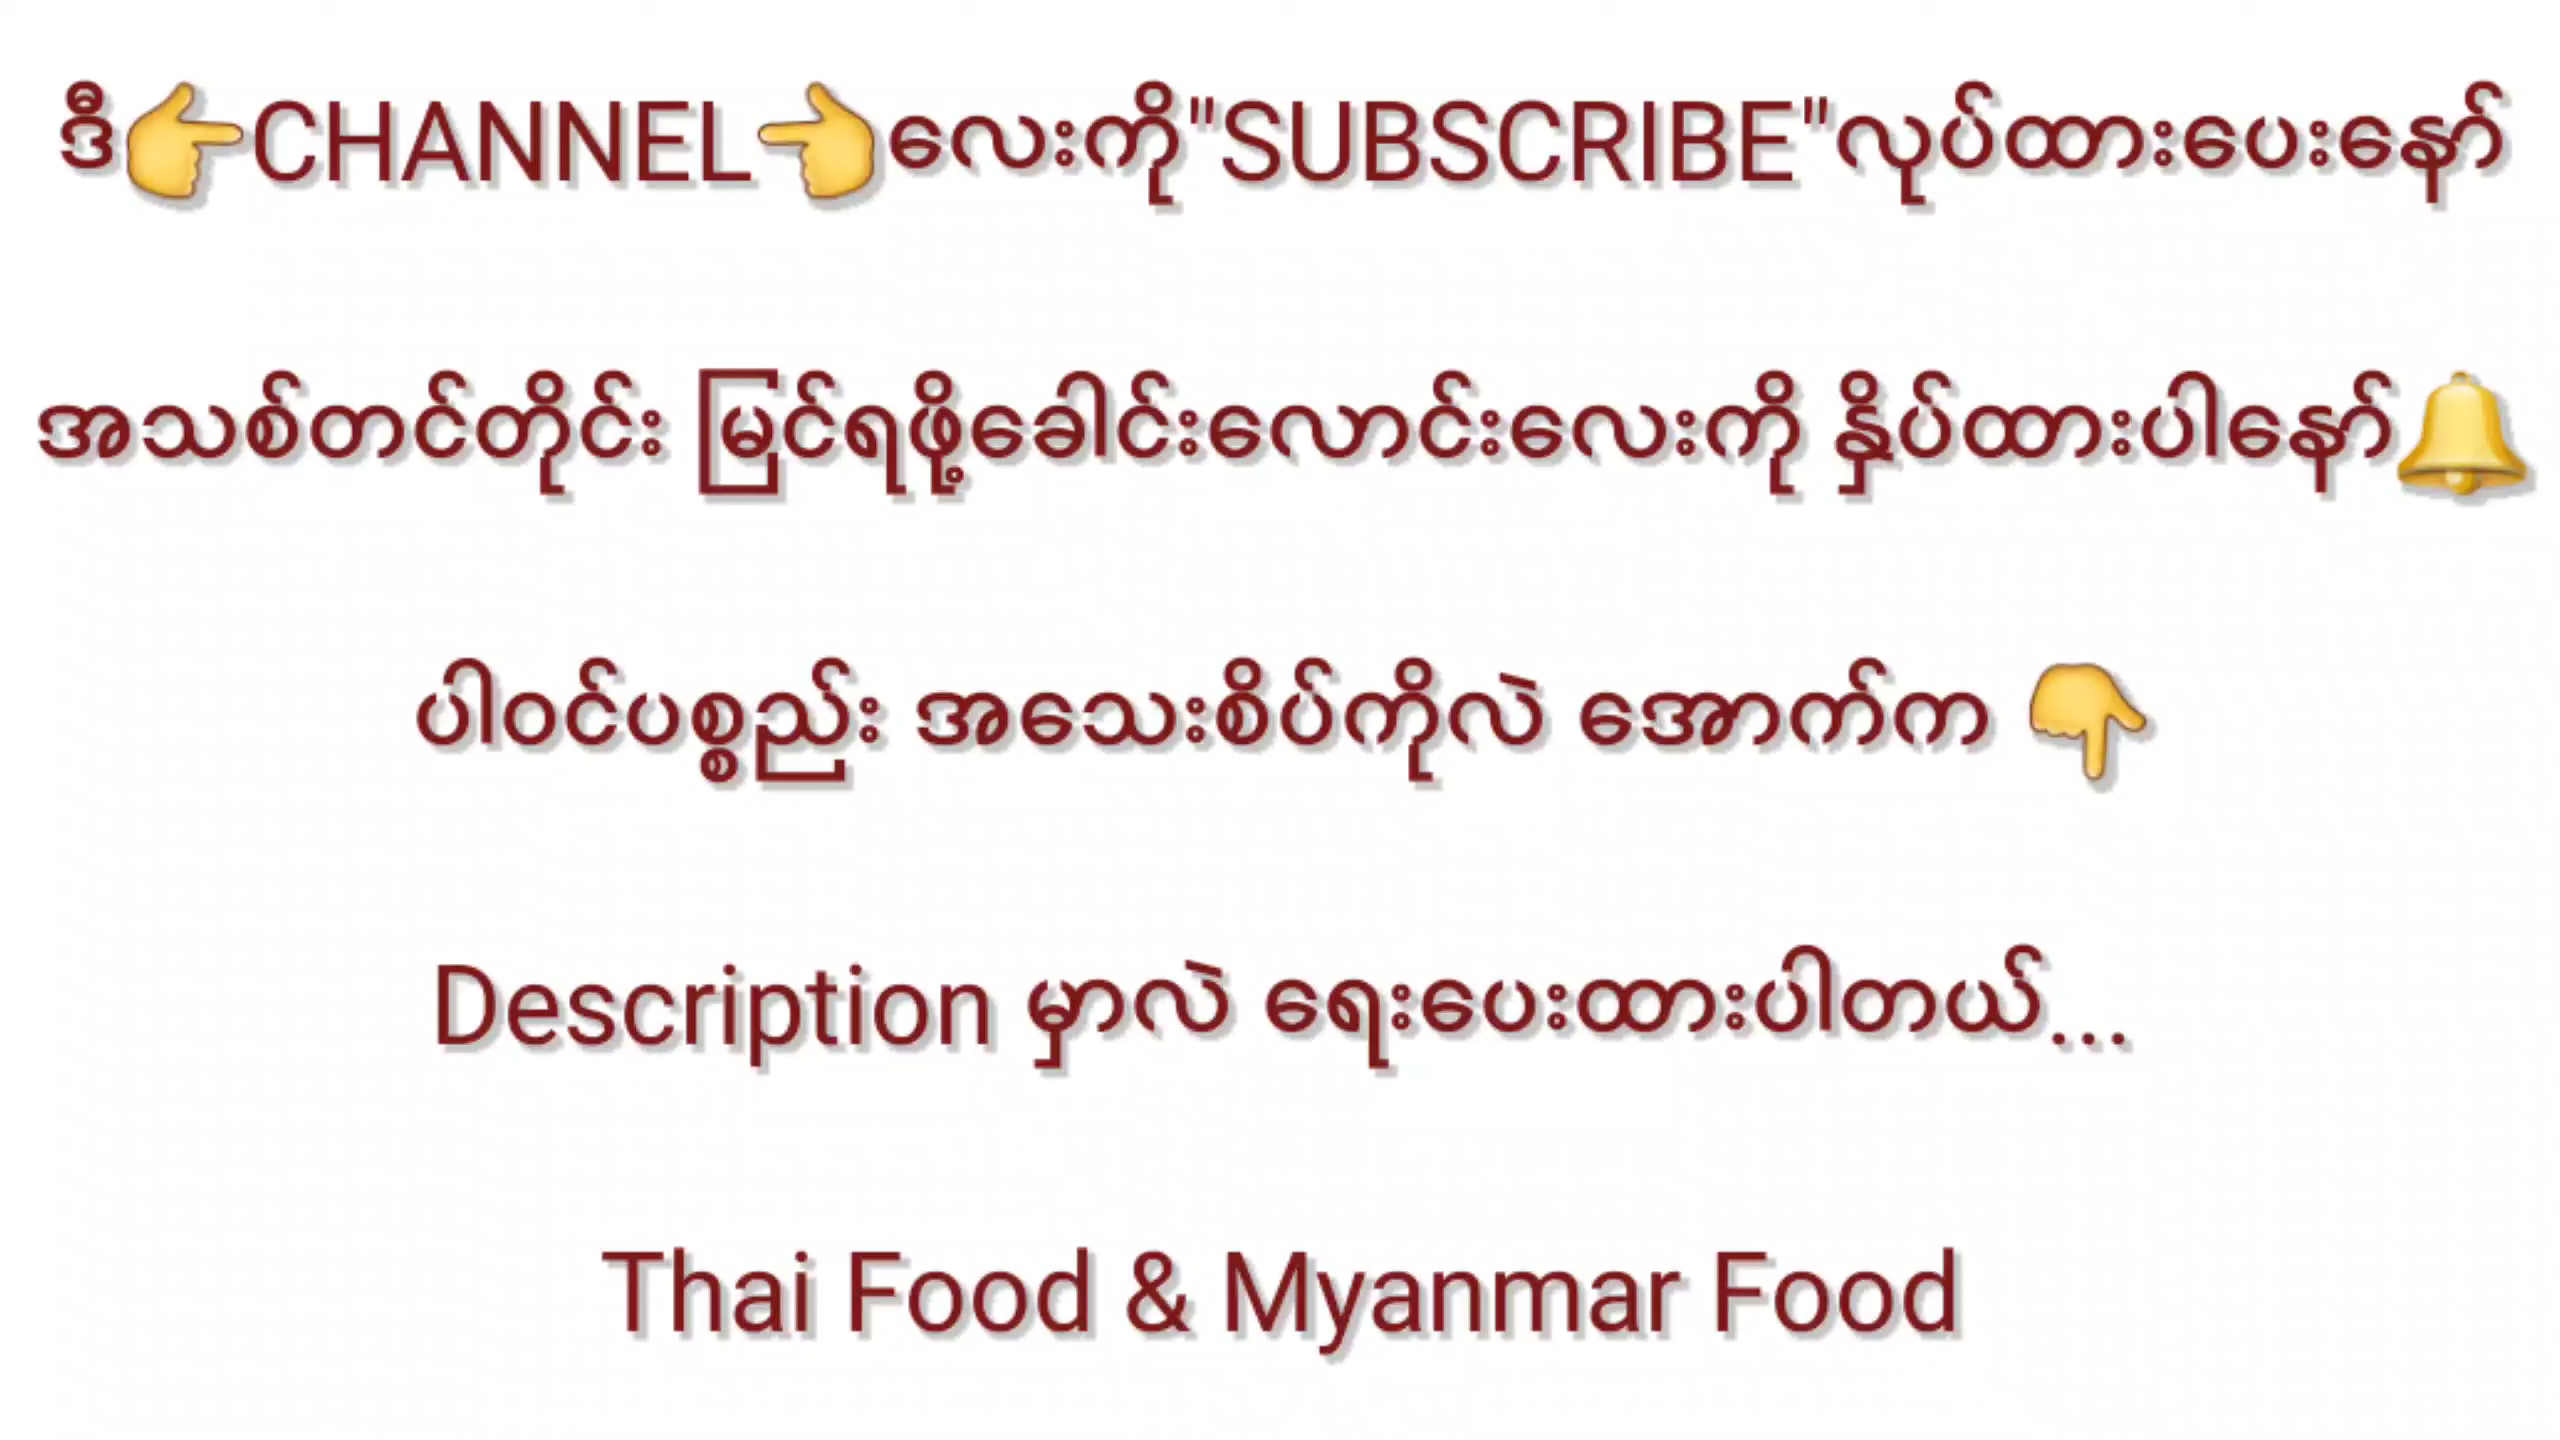 ဒီ👉CHANNEL👈လေးကို"SUBSCRIBE"လုပ်ထားပေးနော်
အသစ်တင်တိုင်း မြင်ရဖို့ခေါင်းလောင်းလေးကို နှိပ်ထားပါနော်🔔
ပါဝင်ပစ္စည်း အသေးစိပ်ကိုလဲ အောက်က 👇
Description မှာလဲ ရေးပေးထားပါတယ်...
Thai Food & Myanmar Food